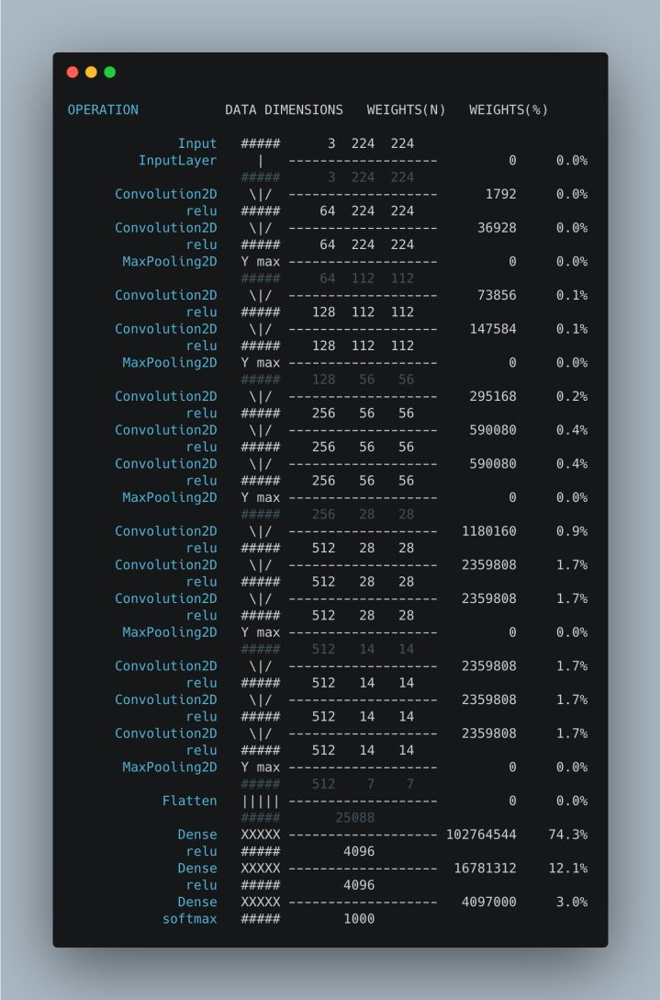 OPERATION DATA DIMENSIONS WEIGHTS(N) WEIGHTS(%)
Input ##### 3 224 224
InputLayer | ------------------- 0 0.0%
##### 3 224 224
Convolution2D \|/ ------------------- 1792 0.0%
relu ##### 64 224 224
Convolution2D \|/ ------------------- 36928 0.0%
relu ##### 64 224 224
MaxPooling2D Y max ------------------- 0 0.0%
##### 64 112 112
Convolution2D \|/ ------------------- 73856 0.1%
relu ##### 128 112 112
Convolution2D \|/ ------------------- 147584 0.1%
relu ##### 128 112 112
MaxPooling2D Y max ------------------- 0 0.0%
##### 128 56 56
Convolution2D \|/ ------------------- 295168 0.2%
relu ##### 256 56 56
Convolution2D \|/ ------------------- 590080 0.4%
relu ##### 256 56 56
Convolution2D \|/ ------------------- 590080 0.4%
relu ##### 256 56 56
MaxPooling2D Y max ------------------- 0 0.0%
##### 256 28 28
Convolution2D \|/ ------------------- 1180160 0.9%
relu ##### 512 28 28
Convolution2D \|/ ------------------- 2359808 1.7%
relu ##### 512 28 28
Convolution2D \|/ ------------------- 2359808 1.7%
relu ##### 512 28 28
MaxPooling2D Y max ------------------- 0 0.0%
##### 512 14 14
Convolution2D \|/ ------------------- 2359808 1.7%
relu ##### 512 14 14
Convolution2D \|/ ------------------- 2359808 1.7%
relu ##### 512 14 14
Convolution2D \|/ ------------------- 2359808 1.7%
relu ##### 512 14 14
MaxPooling2D Y max ------------------- 0 0.0%
##### 512 7 7
Flatten ||||| ------------------- 0 0.0%
##### 25088
Dense XXXXX ------------------- 102764544 74.3%
relu ##### 4096
Dense XXXXX ------------------- 16781312 12.1%
relu ##### 4096
Dense XXXXX ------------------- 4097000 3.0%
softmax ##### 1000